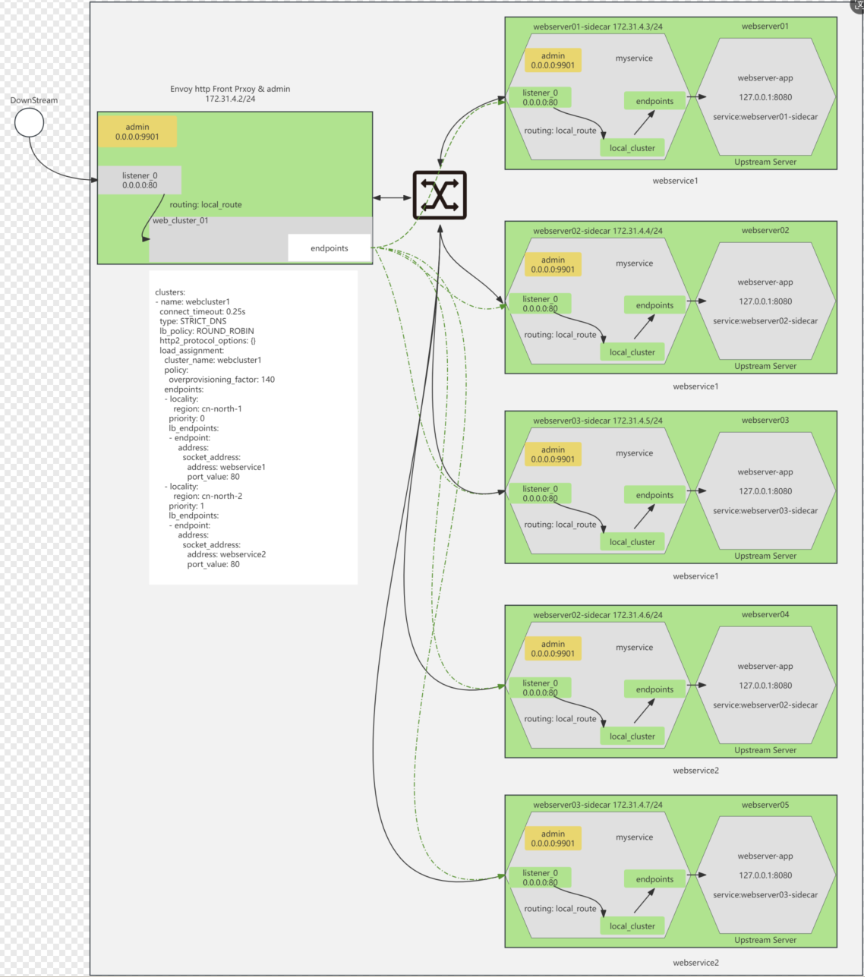 DownStream
Envoy http Front Prxoy & admin
172.31.4.2/24
admin
0.0.0.0:9901
listener_0
0.0.0.0:80
routing: local_route
web_cluster_01
endpoints
clusters:
- name: webcluster1
connect_timeout: 0.25s
type: STRICT_DNS
lb_policy: ROUND_ROBIN
http2_protocol_options: {}
load_assignment:
cluster_name: webcluster1
policy:
overprovisioning_factor: 140
endpoints:
- locality:
region: cn-north-1
priority: 0
lb_endpoints:
- endpoint:
address:
socket_address:
address: webservice1
port_value: 80
- locality:
region: cn-north-2
priority: 1
lb_endpoints:
- endpoint:
address:
socket_address:
address: webservice2
port_value: 80
webserver01-sidecar 172.31.4.3/24
webserver01
admin
0.0.0.0:9901
myservice
listener_0
0.0.0.0:80
endpoints
routing: local_route
local_cluster
webserver-app
127.0.0.1:8080
service:webserver01-sidecar
Upstream Server
webservice1
webserver02-sidecar 172.31.4.4/24
webserver02
admin
0.0.0.0:9901
myservice
listener_0
0.0.0.0:80
endpoints
routing: local_route
local_cluster
webserver-app
127.0.0.1:8080
service:webserver02-sidecar
Upstream Server
webservice1
webserver03-sidecar 172.31.4.5/24
webserver03
admin
0.0.0.0:9901
myservice
listener_0
0.0.0.0:80
endpoints
routing: local_route
local_cluster
webserver-app
127.0.0.1:8080
service:webserver03-sidecar
Upstream Server
webservice1
webserver02-sidecar 172.31.4.6/24
webserver04
admin
0.0.0.0:9901
myservice
listener_0
0.0.0.0:80
endpoints
routing: local_route
local_cluster
webserver-app
127.0.0.1:8080
service:webserver02-sidecar
Upstream Server
webservice2
webserver03-sidecar 172.31.4.7/24
webserver05
admin
0.0.0.0:9901
myservice
listener_0
0.0.0.0:80
endpoints
routing: local_route
local_cluster
webserver-app
127.0.0.1:8080
service:webserver03-sidecar
Upstream Server
webservice2